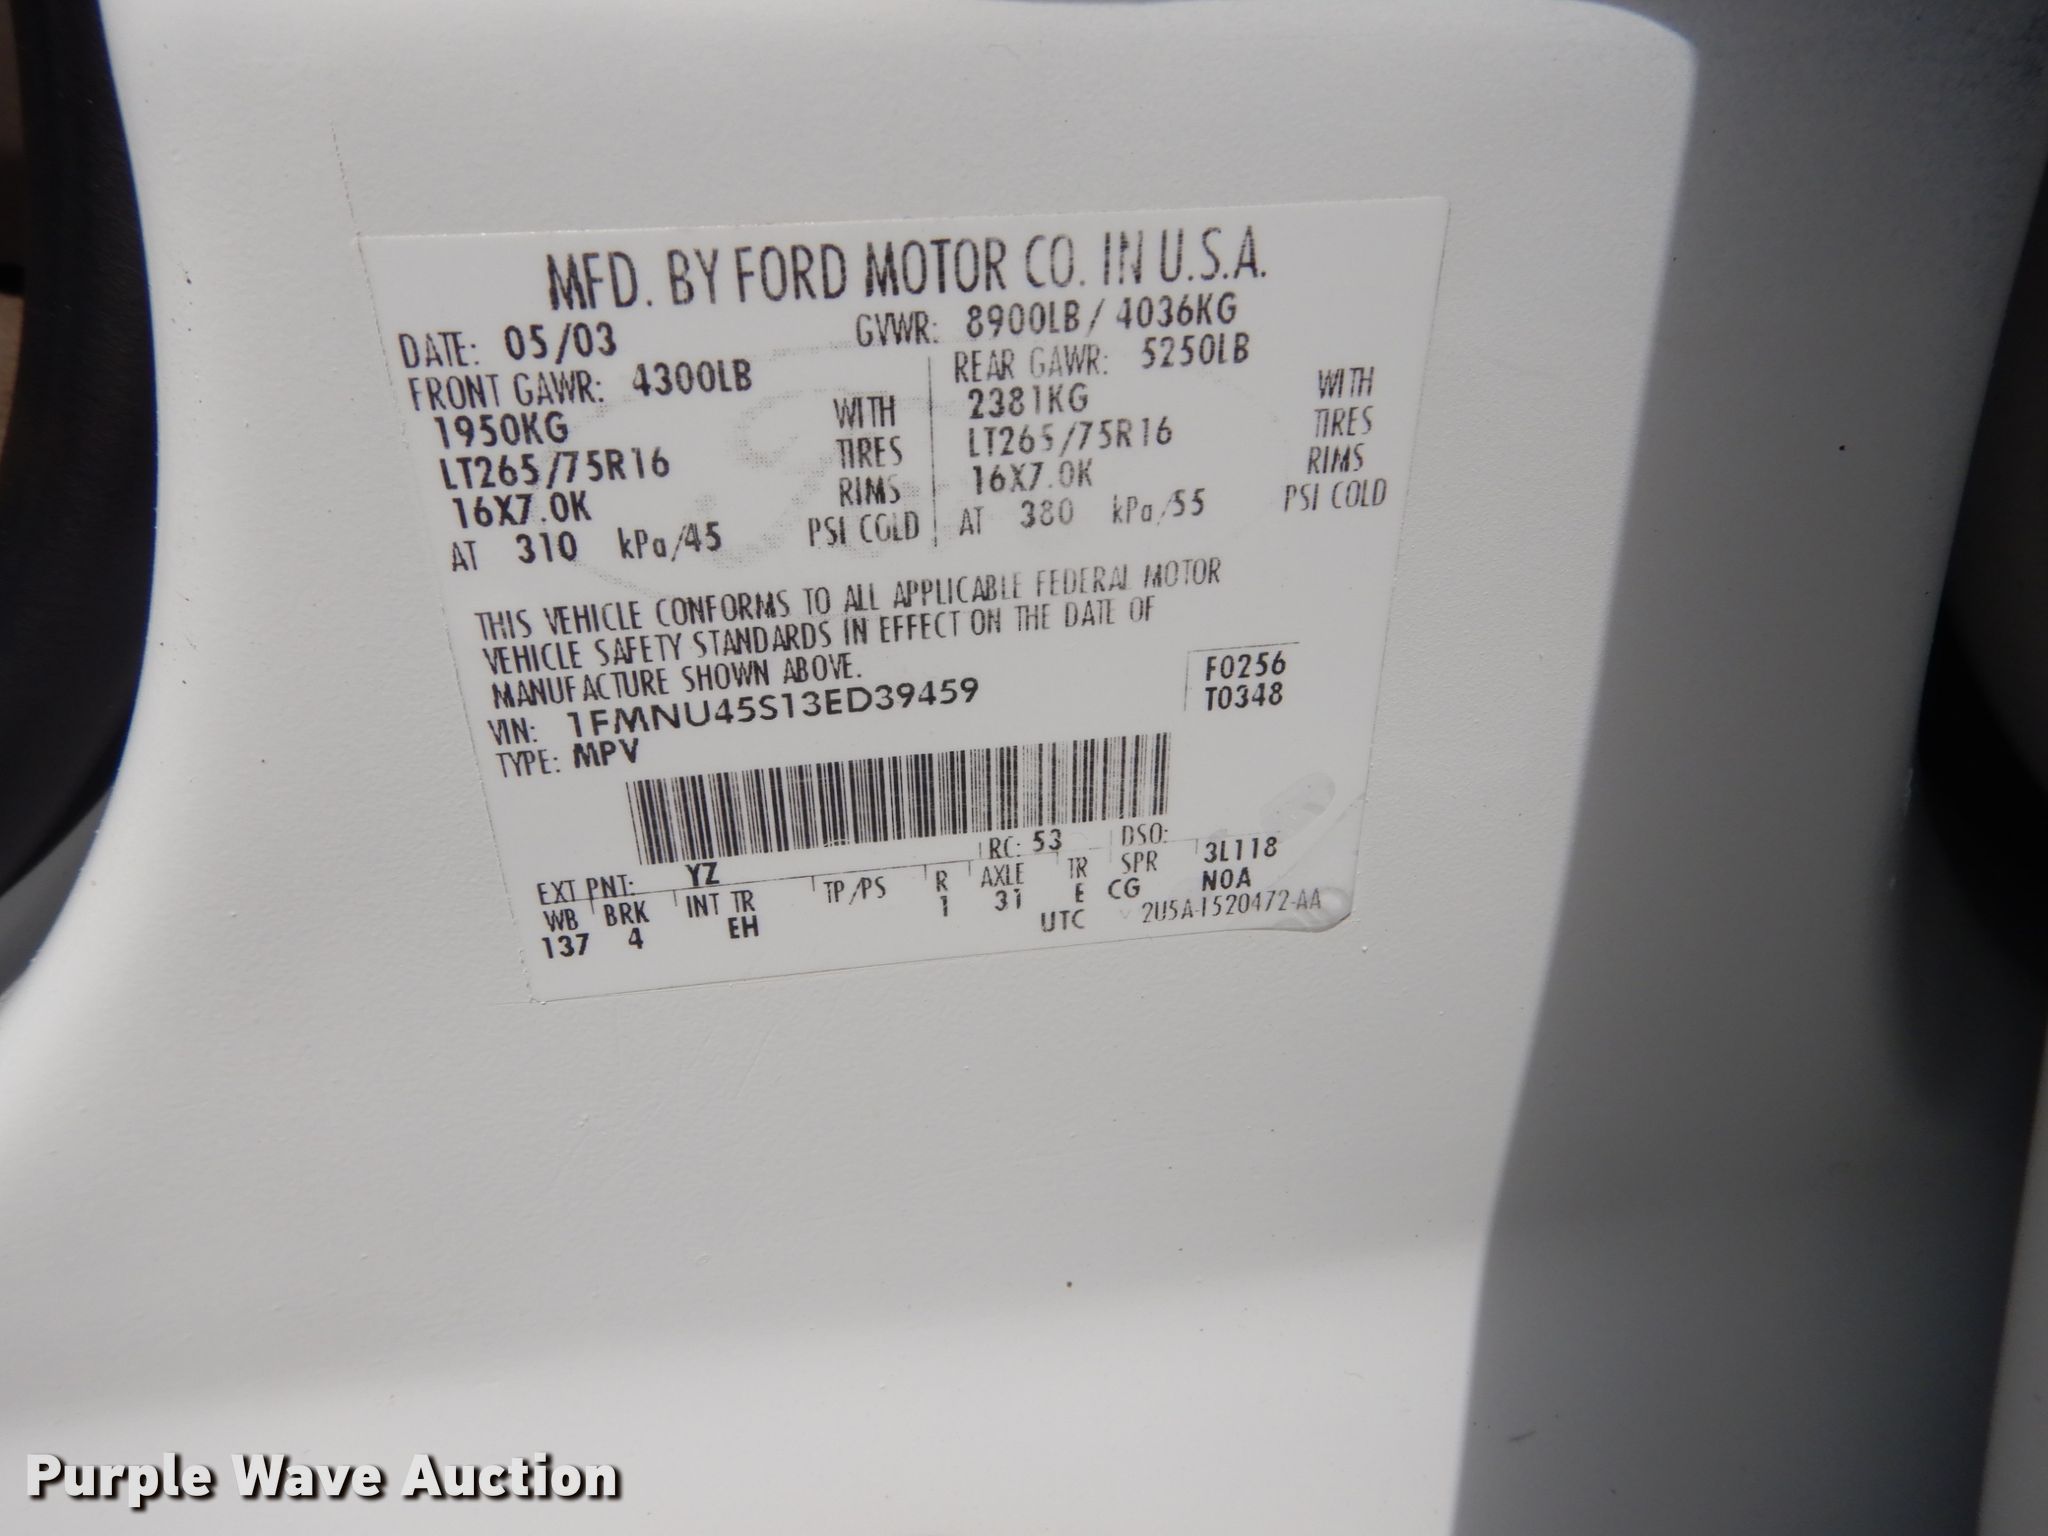 MFD. BY FORD MOTOR CO. IN U.S.A.
DATE: 05/03 GVWR: 8900LB / 4036KG
FRONT GAWR: 4300LB REAR GAWR: 5250LB
1950KG WITH 2381KG WITH
LT265/75R16 TIRES LT265/75R16 TIRES
16X7.0K RIMS 16X7.0K RIMS
AT 310 kPa/45 PSI COLD AT 380 kPa/55 PSI COLD
THIS VEHICLE CONFORMS TO ALL APPLICABLE FEDERAL MOTOR
VEHICLE SAFETY STANDARDS IN EFFECT ON THE DATE OF
MANUFACTURE SHOWN ABOVE.
F0256
VIN: 1FMNU45S13ED39459 T0348
TYPE: MPV
EXT PNT: YZ RC: 53 DSO:
WB BRK INT TR TP/PS R AXLE TR SPR 3L118
137 4 EH 1 31 E CG N0A
UTC 2U5A-1520472-AA
Purple Wave Auction